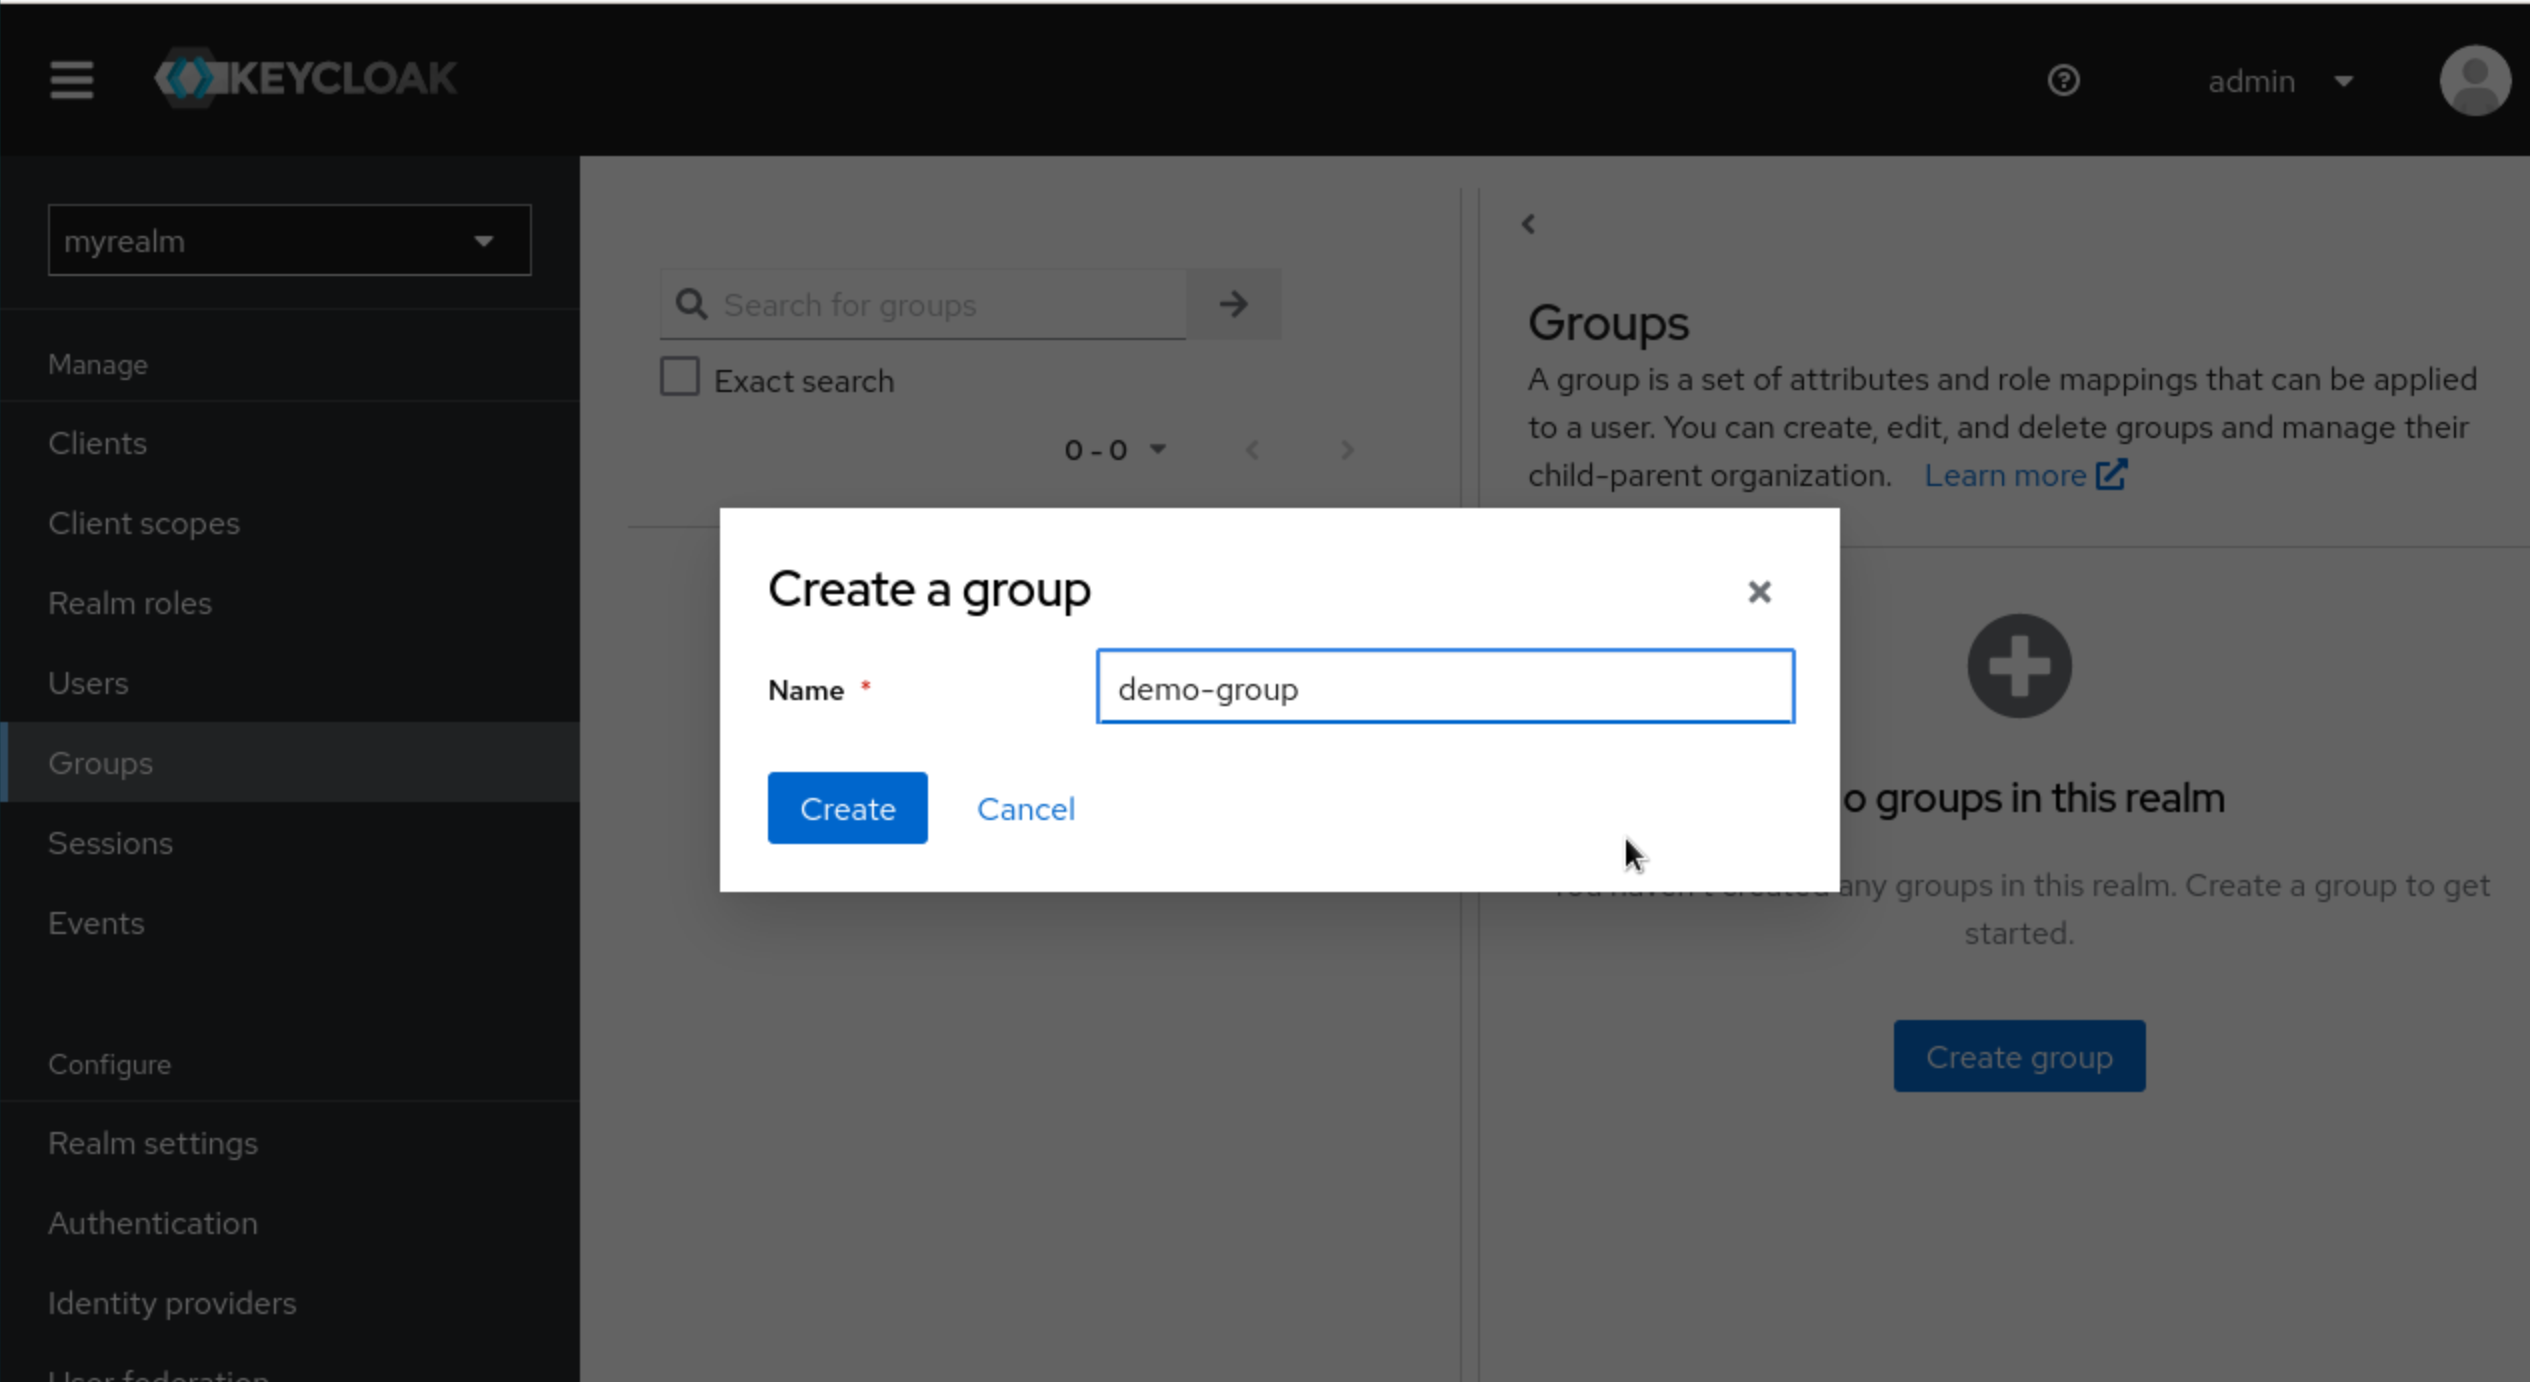 KEYCLOAK
admin
myrealm
Manage
Clients
Client scopes
Realm roles
Users
Groups
Sessions
Events
Configure
Realm settings
Authentication
Identity providers
User federation
Search for groups
Exact search
0 - 0
Groups
A group is a set of attributes and role mappings that can be applied
to a user. You can create, edit, and delete groups and manage their
child-parent organization. Learn more
Create a group
Name *
demo-group
Create Cancel
groups in this realm
any groups in this realm. Create a group to get
started.
Create group